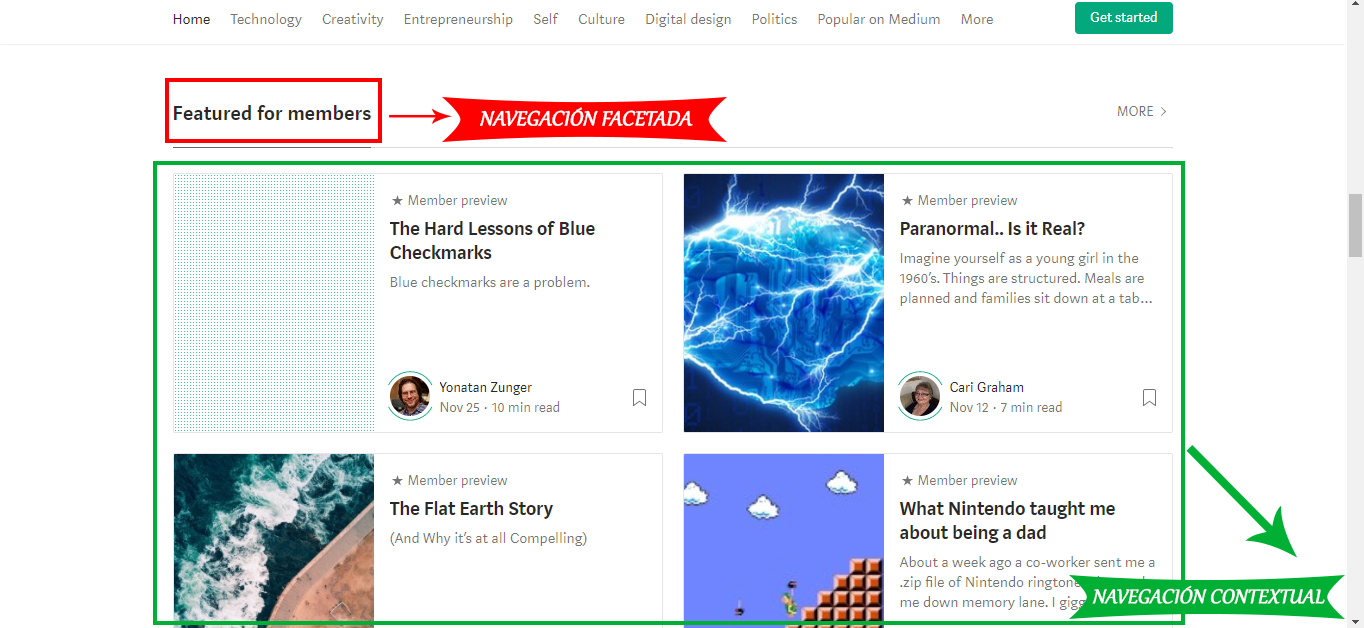 Home Technology Creativity Entrepreneurship Self Culture Digital design Politics Popular on Medium More Get started
Featured for members
NAVEGACIÓN FACETADA
MORE
★ Member preview
The Hard Lessons of Blue
Checkmarks
Blue checkmarks are a problem.
Yonatan Zunger
Nov 25 · 10 min read
★ Member preview
Paranormal.. Is it Real?
Imagine yourself as a young girl in the
1960’s. Things are structured. Meals are
planned and families sit down at a tab…
Cari Graham
Nov 12 · 7 min read
★ Member preview
The Flat Earth Story
(And Why it’s at all Compelling)
★ Member preview
What Nintendo taught me
about being a dad
About a week ago a co-worker sent me a
.zip file of Nintendo ringtone
me down memory lane. I gigg
NAVEGACIÓN CONTEXTUAL